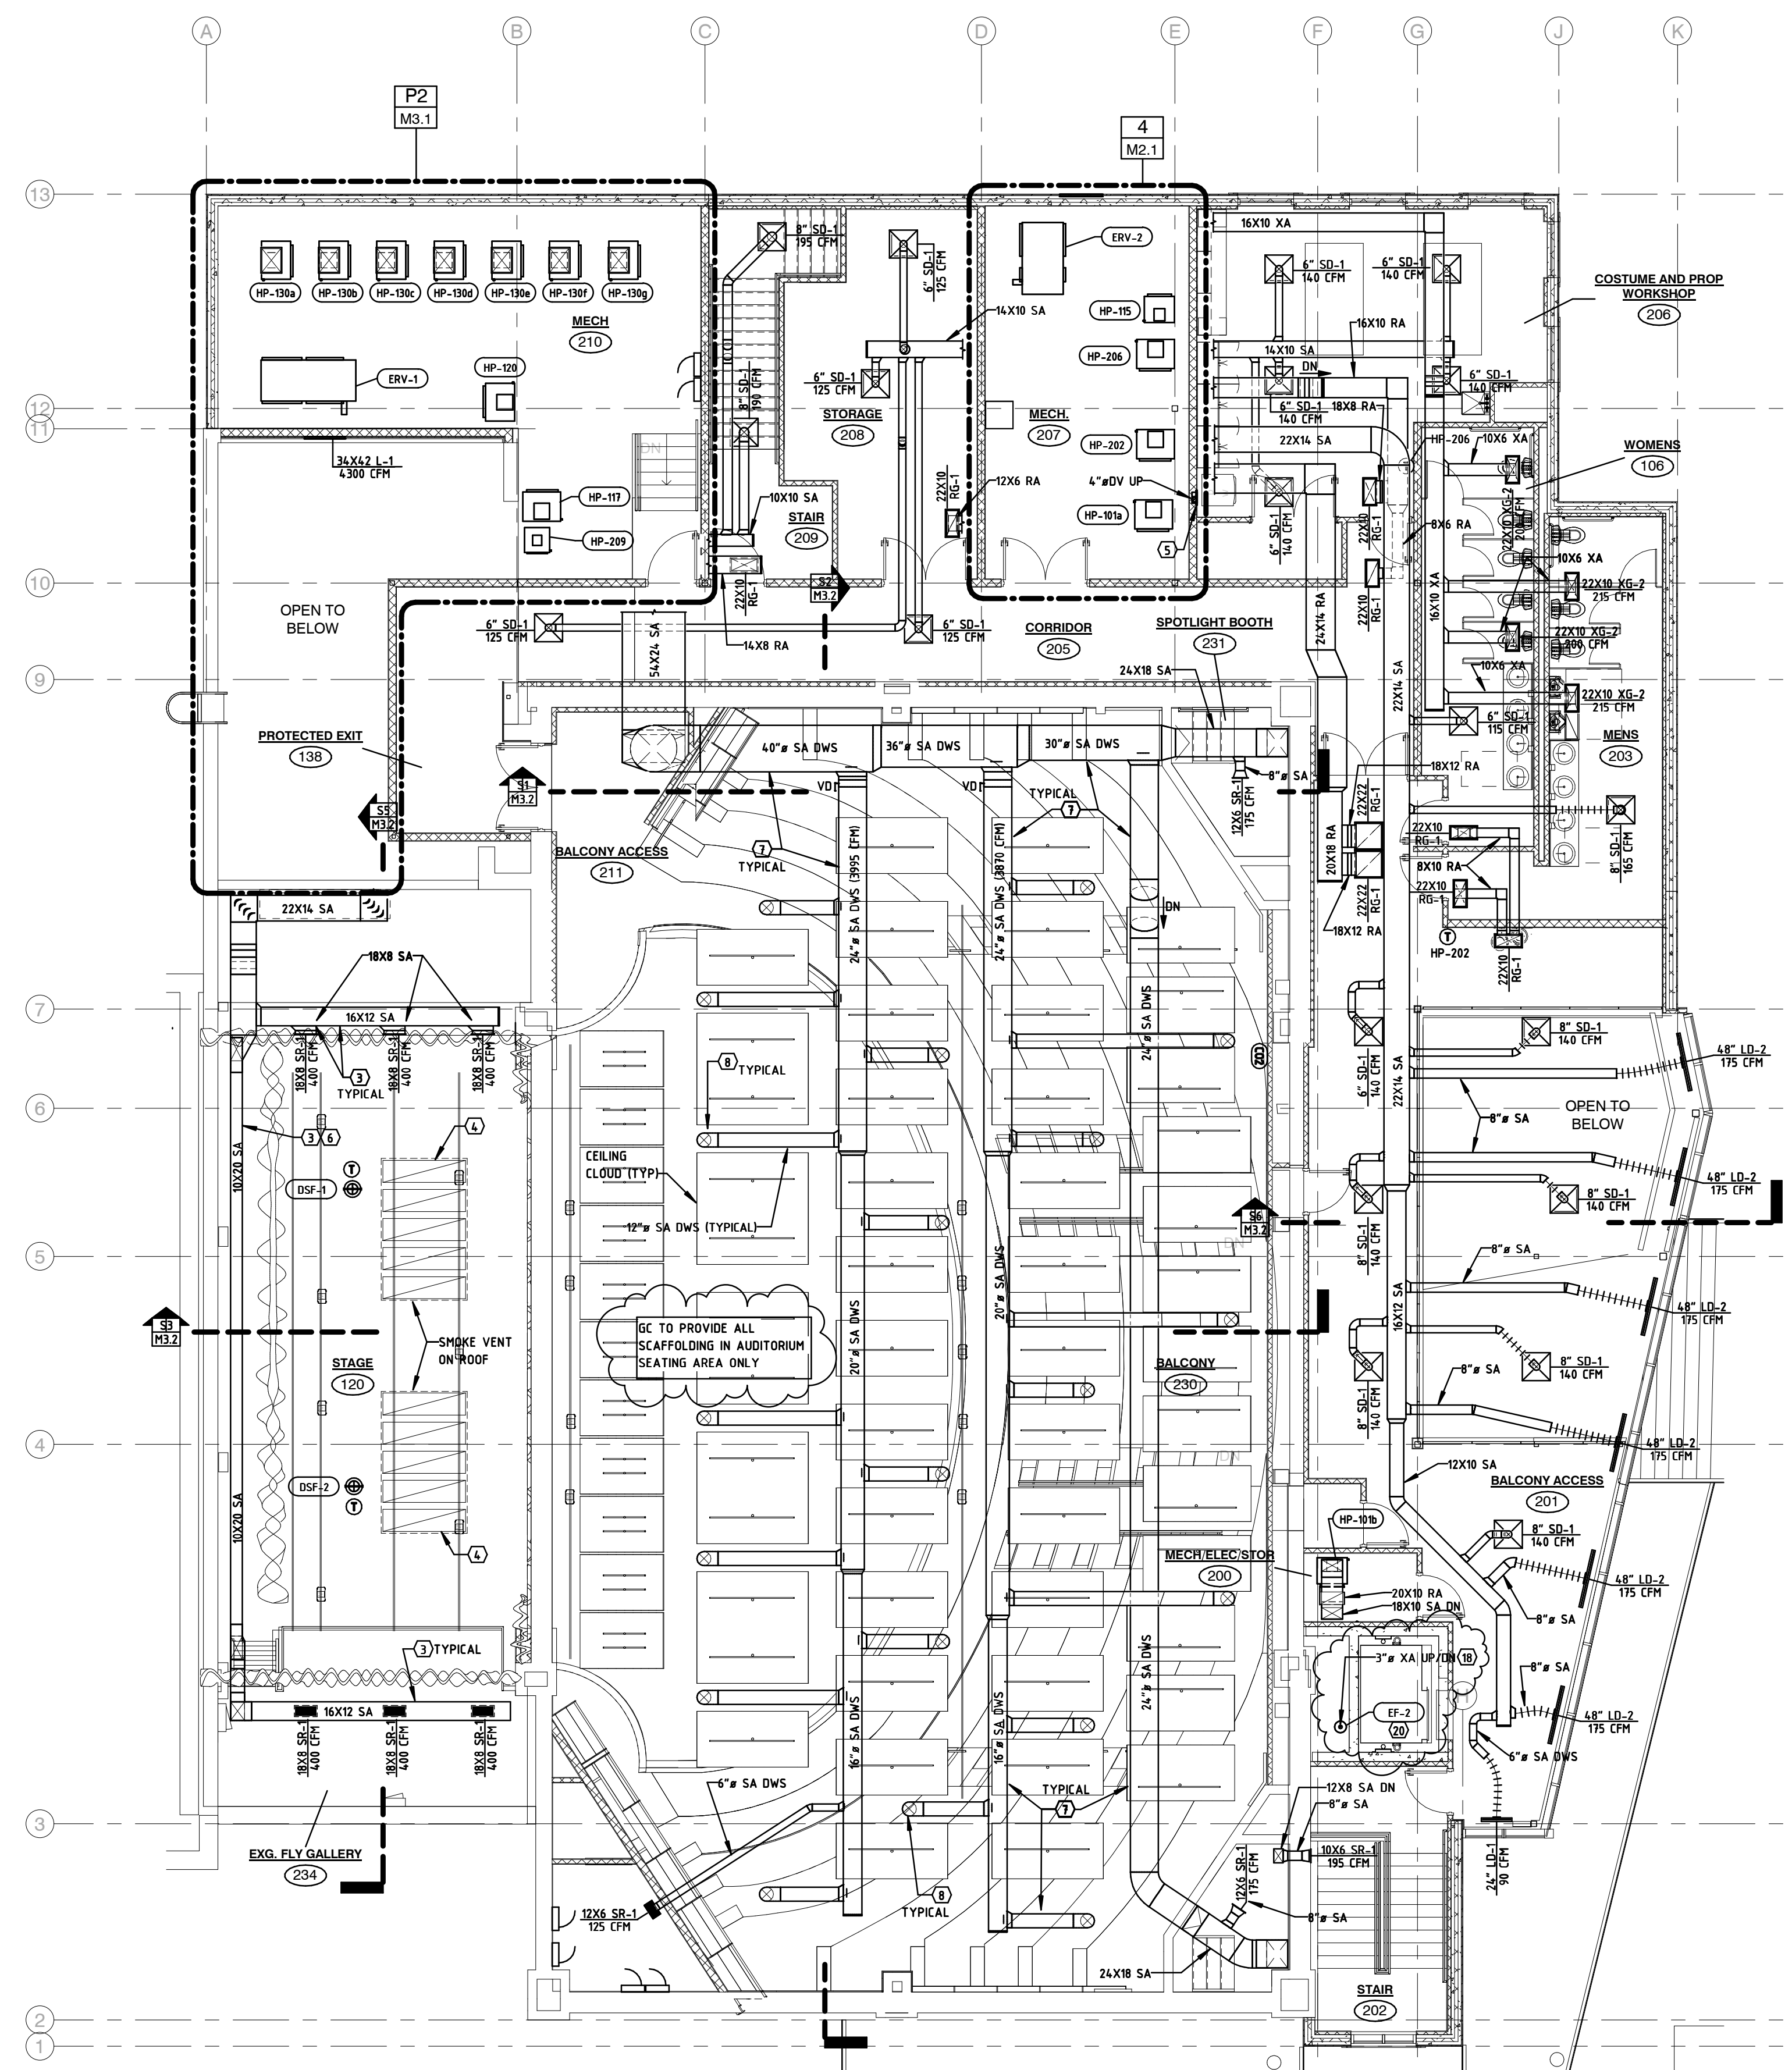 A
B
C
D
E
F
G
J
K
P2
M3.1
4
M2.1
13
16X10 XA
8" SD-1
195 CFM
6" SD-1
125 CFM
ERV-2
6" SD-1
140 CFM
6" SD-1
140 CFM
COSTUME AND PROP
WORKSHOP
206
HP-130a
HP-130b
HP-130c
HP-130d
HP-130e
HP-130f
HP-130g
MECH
210
14X10 SA
HP-115
16X10 RA
HP-206
14X10 SA
DN
ERV-1
HP-120
8" SD-1
190 CFM
6" SD-1
125 CFM
6" SD-1
140 CFM
12
11
STORAGE
208
MECH.
207
6" SD-1
140 CFM
18X8 RA
HP-202
22X14 SA
HP-206
10X6 XA
WOMENS
106
DN
34X42 L-1
4300 CFM
HP-117
10X10 SA
22X10
RG-1
12X6 RA
4"øDV UP
STAIR
209
HP-101a
HP-209
5
6" SD-1
140 CFM
22X10
RG-1
8X6 RA
22X10 XG-2
200 CFM
10X6 XA
10
S2
M3.2
22X10
RG-1
22X10
RG-1
22X10 XG-2
215 CFM
OPEN TO
BELOW
54X24 SA
6" SD-1
125 CFM
6" SD-1
125 CFM
14X8 RA
CORRIDOR
205
SPOTLIGHT BOOTH
231
24X14 RA
16X10 XA
22X10 XG-2
200 CFM
10X6 XA
9
24X18 SA
22X14 SA
22X10 XG-2
215 CFM
6" SD-1
115 CFM
MENS
203
PROTECTED EXIT
138
40"ø SA DWS
36"ø SA DWS
30"ø SA DWS
S1
M3.2
VD
VD
8"ø SA
12X6 SR-1
175 CFM
18X12 RA
22X22
RG-1
TYPICAL
7
S5
M3.2
20X18 RA
22X10
RG-1
8X10 RA
8" SD-1
165 CFM
BALCONY ACCESS
211
7
TYPICAL
24"ø SA DWS (3995 CFM)
24"ø SA DWS (3870 CFM)
22X22
RG-1
22X10
RG-1
18X12 RA
22X14 SA
DN
HP-202
T
22X10
RG-1
18X8 SA
7
16X12 SA
18X8 SR-1
400 CFM
18X8 SR-1
400 CFM
18X8 SR-1
400 CFM
3
TYPICAL
8
TYPICAL
24"ø SA DWS
CO2
6" SD-1
140 CFM
22X14 SA
8" SD-1
140 CFM
48" LD-2
175 CFM
8"ø SA
OPEN TO
BELOW
6
3
6
4
10X20 SA
T
DSF-1
CEILING
CLOUD (TYP)
12"ø SA DWS (TYPICAL)
S6
M3.2
8" SD-1
140 CFM
8" SD-1
140 CFM
48" LD-2
175 CFM
5
DN
20"ø SA DWS
8"ø SA
S3
M3.2
GC TO PROVIDE ALL
SCAFFOLDING IN AUDITORIUM
SEATING AREA ONLY
20"ø SA DWS
16X12 SA
48" LD-2
175 CFM
SMOKE VENT
ON ROOF
STAGE
120
BALCONY
230
8" SD-1
140 CFM
8" SD-1
140 CFM
8"ø SA
4
DN
48" LD-2
175 CFM
12X10 SA
BALCONY ACCESS
201
DSF-2
T
10X20 SA
4
HP-101b
8" SD-1
140 CFM
MECH/ELEC/STOR
200
20X10 RA
18X10 SA DN
48" LD-2
175 CFM
8"ø SA
3
TYPICAL
24"ø SA DWS
3"ø XA UP/DN
18
8"ø SA
16X12 SA
18X8 SR-1
400 CFM
18X8 SR-1
400 CFM
18X8 SR-1
400 CFM
16"ø SA DWS
16"ø SA DWS
EF-2
20
48" LD-2
175 CFM
6"ø SA DWS
6"ø SA DWS
TYPICAL
7
12X8 SA DN
8"ø SA
3
EXG. FLY GALLERY
234
10X6 SR-1
195 CFM
12X6 SR-1
175 CFM
24" LD-1
90 CFM
12X6 SR-1
125 CFM
8
TYPICAL
8"ø SA
24X18 SA
STAIR
202
2
1